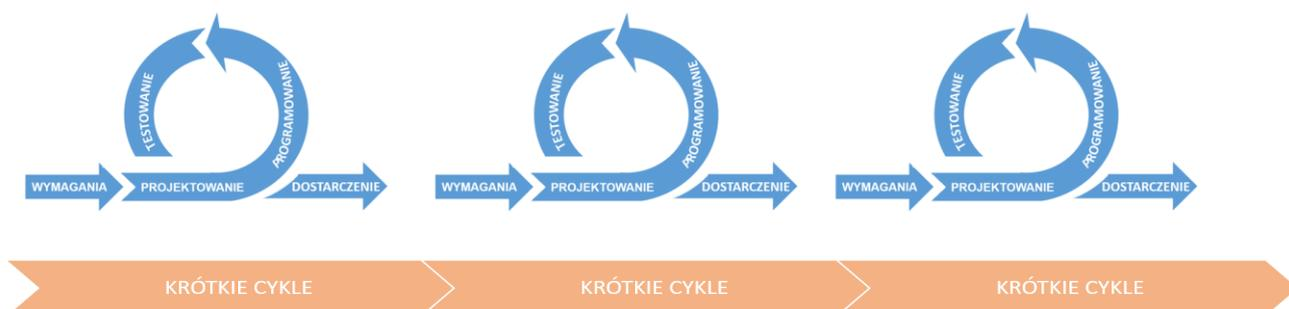 WYMAGANIA
PROJEKTOWANIE
PROGRAMOWANIE
TESTOWANIE
DOSTARCZENIE
WYMAGANIA
PROJEKTOWANIE
PROGRAMOWANIE
TESTOWANIE
DOSTARCZENIE
WYMAGANIA
PROJEKTOWANIE
PROGRAMOWANIE
TESTOWANIE
DOSTARCZENIE
KRÓTKIE CYKLE
KRÓTKIE CYKLE
KRÓTKIE CYKLE